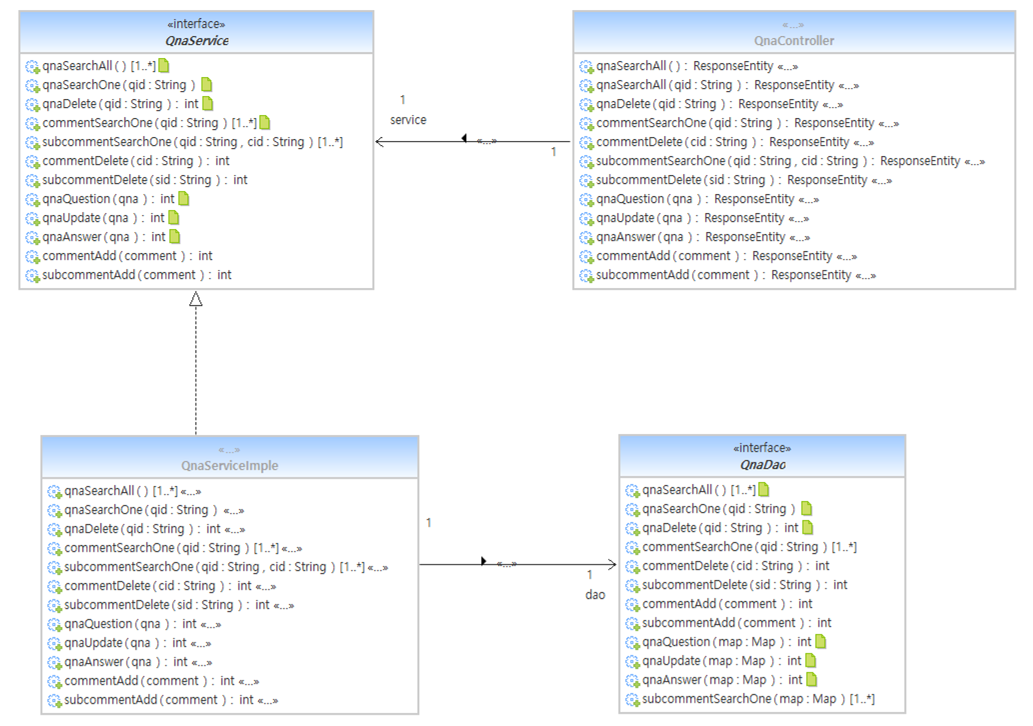 «interface»
QnaService
qnaSearchAll ( ) [1..*]
qnaSearchOne (qid : String )
qnaDelete (qid : String ) : int
commentSearchOne (qid : String ) [1..*]
subcommentSearchOne (qid : String , cid : String ) [1..*]
commentDelete (cid : String ) : int
subcommentDelete (sid : String ) : int
qnaQuestion (qna ) : int
qnaUpdate (qna ) : int
qnaAnswer (qna ) : int
commentAdd (comment ) : int
subcommentAdd (comment ) : int
1
service
«...»
1
«...»
QnaController
qnaSearchAll ( ) : ResponseEntity «...»
qnaSearchAll (qid : String ) : ResponseEntity «...»
qnaDelete (qid : String ) : ResponseEntity «...»
commentSearchOne (qid : String ) : ResponseEntity «...»
commentDelete (cid : String ) : ResponseEntity «...»
subcommentSearchOne (qid : String , cid : String ) : ResponseEntity «...»
subcommentDelete (sid : String ) : ResponseEntity «...»
qnaQuestion (qna ) : ResponseEntity «...»
qnaUpdate (qna ) : ResponseEntity «...»
qnaAnswer (qna ) : ResponseEntity «...»
commentAdd (comment ) : ResponseEntity «...»
subcommentAdd (comment ) : ResponseEntity «...»
«...»
QnaServiceImple
qnaSearchAll ( ) [1..*] «...»
qnaSearchOne (qid : String ) «...»
qnaDelete (qid : String ) : int «...»
commentSearchOne (qid : String ) [1..*] «...»
subcommentSearchOne (qid : String , cid : String ) [1..*] «...»
commentDelete (cid : String ) : int «...»
subcommentDelete (sid : String ) : int «...»
qnaQuestion (qna ) : int «...»
qnaUpdate (qna ) : int «...»
qnaAnswer (qna ) : int «...»
commentAdd (comment ) : int «...»
subcommentAdd (comment ) : int «...»
1
«...»
1
dao
«interface»
QnaDao
qnaSearchAll ( ) [1..*]
qnaSearchOne (qid : String )
qnaDelete (qid : String ) : int
commentSearchOne (qid : String ) [1..*]
commentDelete (cid : String ) : int
subcommentDelete (sid : String ) : int
commentAdd (comment ) : int
subcommentAdd (comment ) : int
qnaQuestion (map : Map ) : int
qnaUpdate (map : Map ) : int
qnaAnswer (map : Map ) : int
subcommentSearchOne (map : Map ) [1..*]